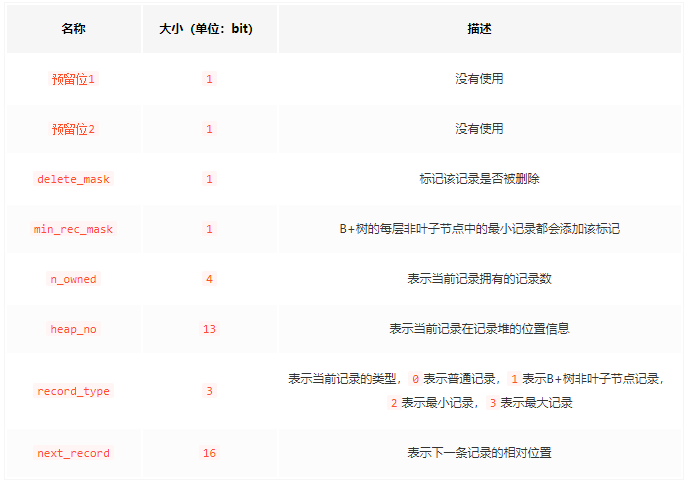 名称 大小（单位：bit） 描述
预留位1 1 没有使用
预留位2 1 没有使用
delete_mask 1 标记该记录是否被删除
min_rec_mask 1 B+树的每层非叶子节点中的最小记录都会添加该标记
n_owned 4 表示当前记录拥有的记录数
heap_no 13 表示当前记录在记录堆的位置信息
record_type 3 表示当前记录的类型，0 表示普通记录，1 表示B+树非叶子节点记录，
2 表示最小记录，3 表示最大记录
next_record 16 表示下一条记录的相对位置